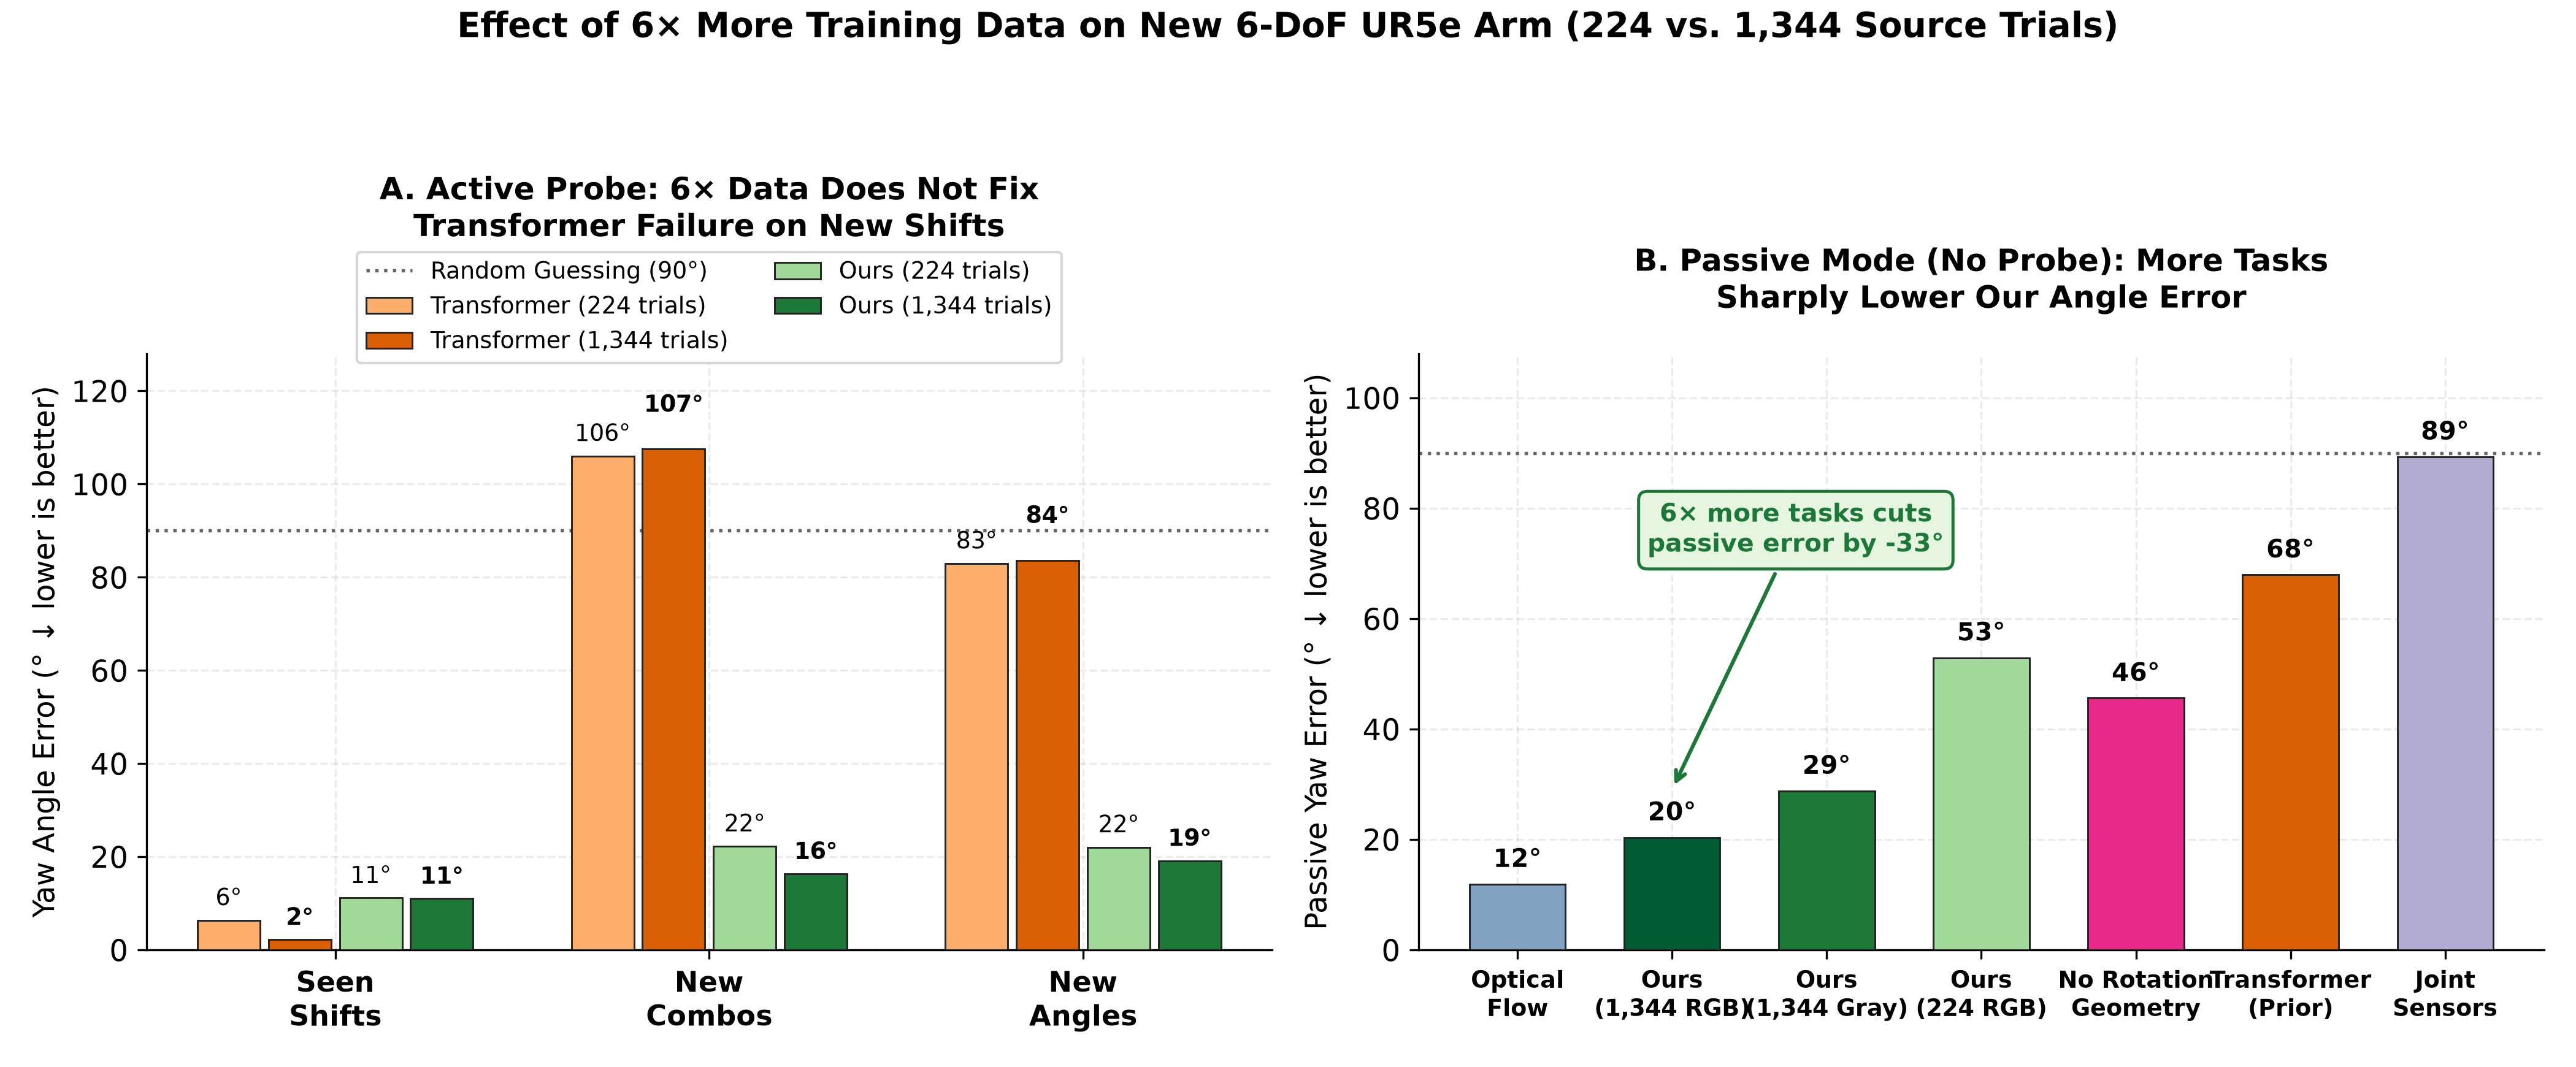 Effect of 6× More Training Data on New 6-DoF UR5e Arm (224 vs. 1,344 Source Trials)
A. Active Probe: 6× Data Does Not Fix
Transformer Failure on New Shifts
Random Guessing (90°)
Transformer (224 trials)
Transformer (1,344 trials)
Ours (224 trials)
Ours (1,344 trials)
Yaw Angle Error (° ↓ lower is better)
120
100
80
60
40
20
0
6°
2°
11°
11°
106°
107°
22°
16°
83°
84°
22°
19°
Seen
Shifts
New
Combos
New
Angles
B. Passive Mode (No Probe): More Tasks
Sharply Lower Our Angle Error
Passive Yaw Error (° ↓ lower is better)
100
80
60
40
20
0
6× more tasks cuts
passive error by -33°
12°
20°
29°
53°
46°
68°
89°
Optical
Flow
Ours
(1,344 RGB)
Ours
(1,344 Gray)
Ours
(224 RGB)
No Rotation
Geometry
Transformer
(Prior)
Joint
Sensors